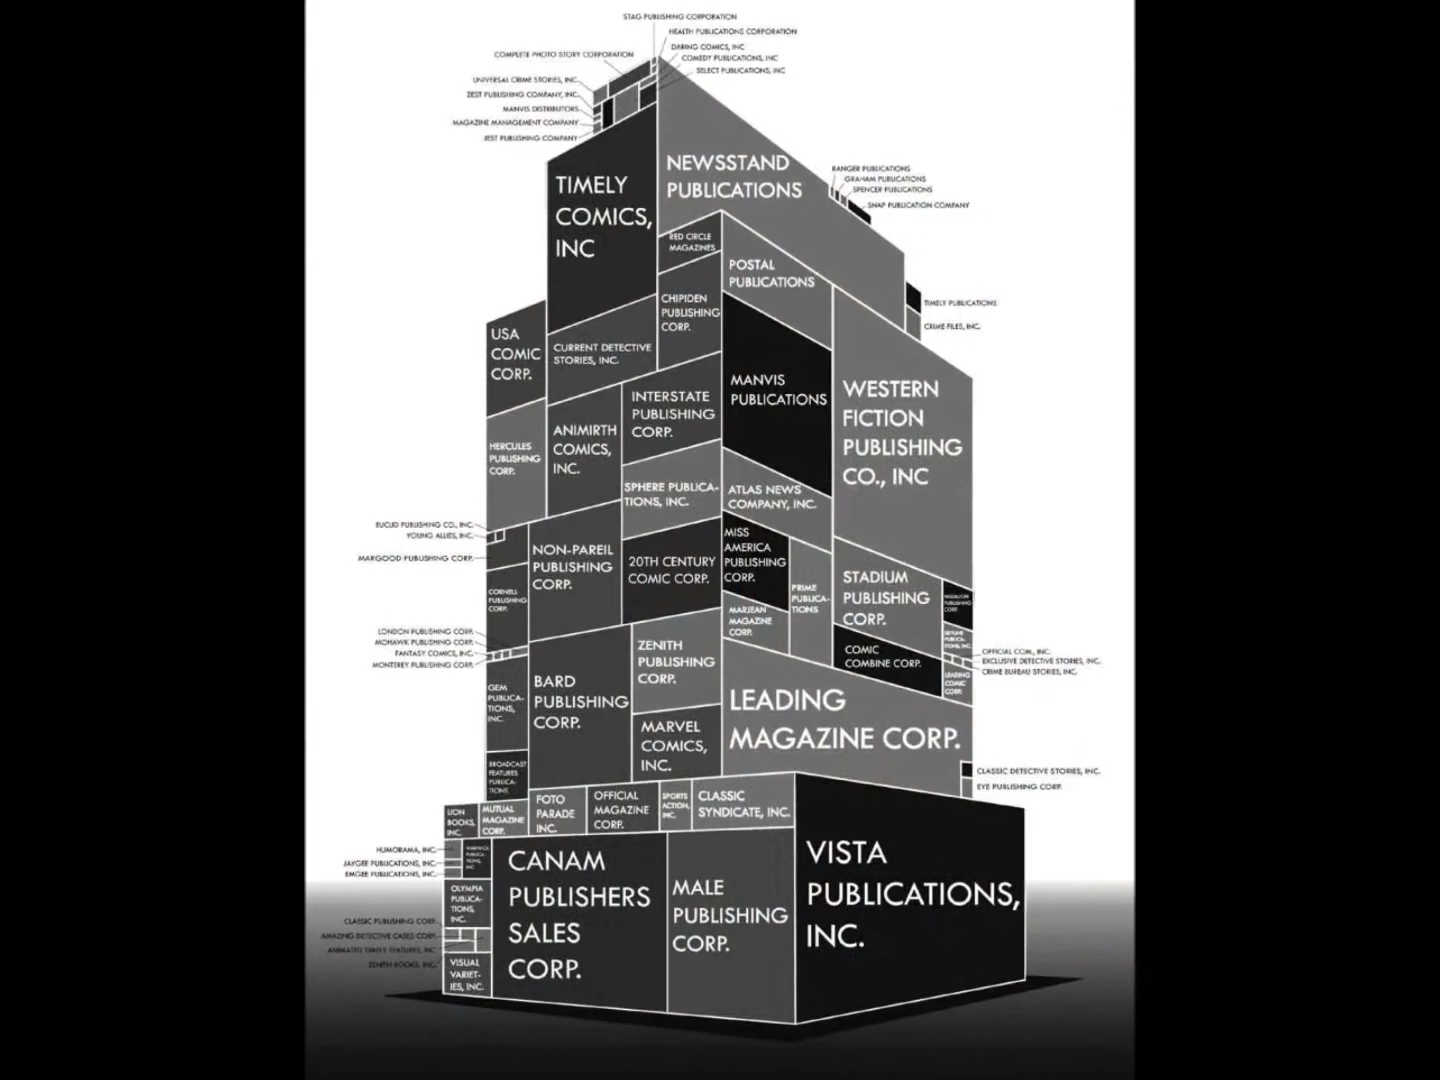 STAG PUBLISHING CORPORATION
HEALTH PUBLICATIONS CORPORATION
DARING COMICS, INC
COMEDY PUBLICATIONS, INC
SELECT PUBLICATIONS, INC
COMPLETE PHOTO STORY CORPORATION
UNIVERSAL CRIME STORIES, INC.
ZEST PUBLISHING COMPANY, INC.
MANVIS DISTRIBUTORS
MAGAZINE MANAGEMENT COMPANY
JEST PUBLISHING COMPANY
TIMELY
COMICS,
INC
NEWSSTAND
PUBLICATIONS
RANGER PUBLICATIONS
GRAHAM PUBLICATIONS
SPENCER PUBLICATIONS
SNAP PUBLICATION COMPANY
RED CIRCLE
MAGAZINES
POSTAL
PUBLICATIONS
TIMELY PUBLICATIONS
CRIME FILES, INC.
CHIPIDEN
PUBLISHING
CORP.
USA
COMIC
CORP.
CURRENT DETECTIVE
STORIES, INC.
MANVIS
PUBLICATIONS
WESTERN
FICTION
PUBLISHING
CO., INC
INTERSTATE
PUBLISHING
CORP.
ANIMIRTH
COMICS,
INC.
HERCULES
PUBLISHING
CORP.
SPHERE PUBLICA-
TIONS, INC.
ATLAS NEWS
COMPANY, INC.
EUCLID PUBLISHING CO., INC.
YOUNG ALLIES, INC.
MARGOOD PUBLISHING CORP.
NON-PAREIL
PUBLISHING
CORP.
20TH CENTURY
COMIC CORP.
MISS
AMERICA
PUBLISHING
CORP.
PRIME
PUBLICA-
TIONS
STADIUM
PUBLISHING
CORP.
CORNELL
PUBLISHING
CORP.
MARJEAN
MAGAZINE
CORP.
LONDON PUBLISHING CORP.
MOHAWK PUBLISHING CORP.
FANTASY COMICS, INC.
MONTEREY PUBLISHING CORP.
ZENITH
PUBLISHING
CORP.
COMIC
COMBINE CORP.
OFFICIAL COM., INC.
EXCLUSIVE DETECTIVE STORIES, INC.
CRIME BUREAU STORIES, INC.
LEADING
COMIC
CORP.
GEM
PUBLICA-
TIONS,
INC.
BARD
PUBLISHING
CORP.
LEADING
MAGAZINE CORP.
MARVEL
COMICS,
INC.
BROADCAST
FEATURES
PUBLICA-
TIONS
CLASSIC DETECTIVE STORIES, INC.
EYE PUBLISHING CORP.
LION
BOOKS,
INC.
MUTUAL
MAGAZINE
CORP.
FOTO
PARADE
INC.
OFFICIAL
MAGAZINE
CORP.
SPORTS
ACTION,
INC.
CLASSIC
SYNDICATE, INC.
HUMORAMA, INC.
JAYGEE PUBLICATIONS, INC.
EMGEE PUBLICATIONS, INC.
CANAM
PUBLISHERS
SALES
CORP.
MALE
PUBLISHING
CORP.
VISTA
PUBLICATIONS,
INC.
OLYMPIA
PUBLICA-
TIONS,
INC.
CLASSIC PUBLISHING CORP.
AMAZING DETECTIVE CASES CORP.
ANIMATED TIMELY FEATURES, INC.
ZENITH BOOKS, INC.
VISUAL
VARIET-
IES, INC.